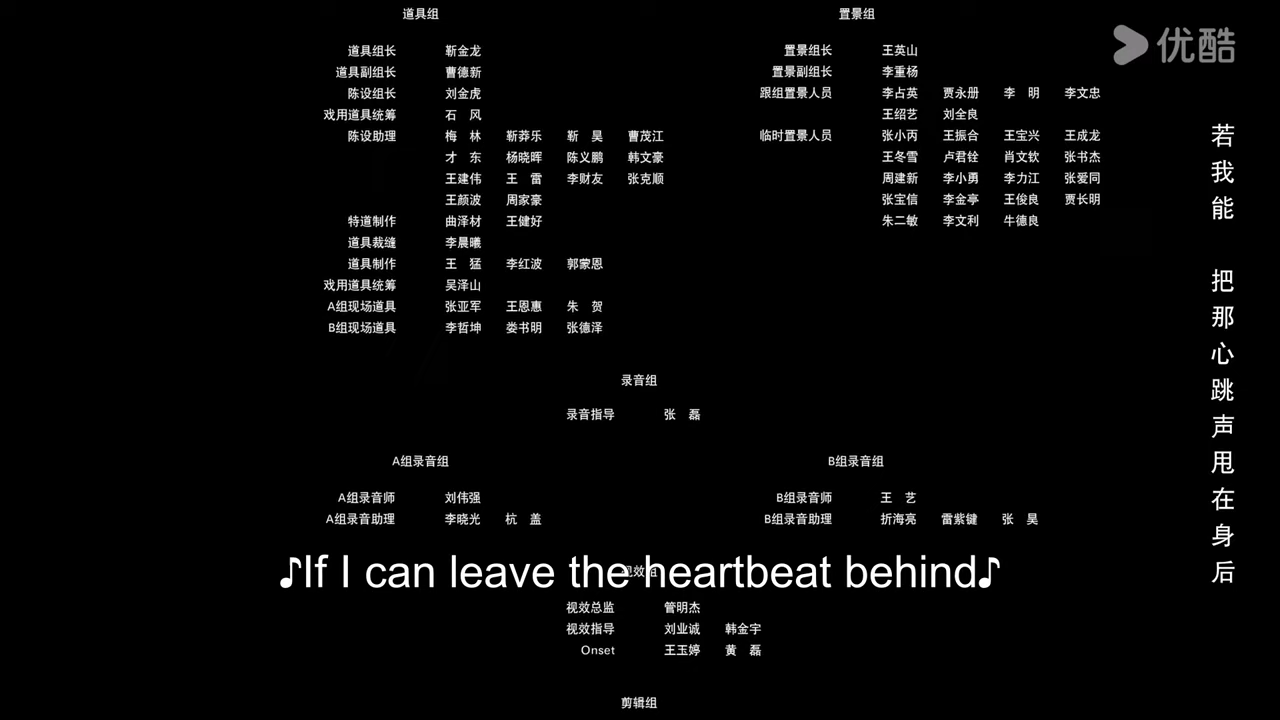 优酷
道具组
道具组长 靳金龙
道具副组长 曹德新
陈设组长 刘金虎
戏用道具统筹 石 风
陈设助理 梅 林 靳莽乐 靳 昊 曹茂江
才 东 杨晓晖 陈义鹏 韩文豪
王建伟 王 雷 李财友 张克顺
王颜波 周家豪
特道制作 曲泽材 王健好
道具裁缝 李晨曦
道具制作 王 猛 李红波 郭蒙恩
戏用道具统筹 吴泽山
A组现场道具 张亚军 王恩惠 朱 贺
B组现场道具 李哲坤 娄书明 张德泽
置景组
置景组长 王英山
置景副组长 李重杨
跟组置景人员 李占英 贾永册 李 明 李文忠
王绍艺 刘全良
临时置景人员 张小丙 王振合 王宝兴 王成龙
王冬雪 卢君铨 肖文钦 张书杰
周建新 李小勇 李力江 张爱同
张宝信 李金亭 王俊良 贾长明
朱二敏 李文利 牛德良
录音组
录音指导 张 磊
A组录音组
A组录音师 刘伟强
A组录音助理 李晓光 杭 盖
B组录音组
B组录音师 王 艺
B组录音助理 折海亮 雷紫键 张 昊
视效组
♪If I can leave the heartbeat behind♪
视效总监 管明杰
视效指导 刘业诚 韩金宇
Onset 王玉婷 黄 磊
剪辑组
若我能 把那心跳声甩在身后